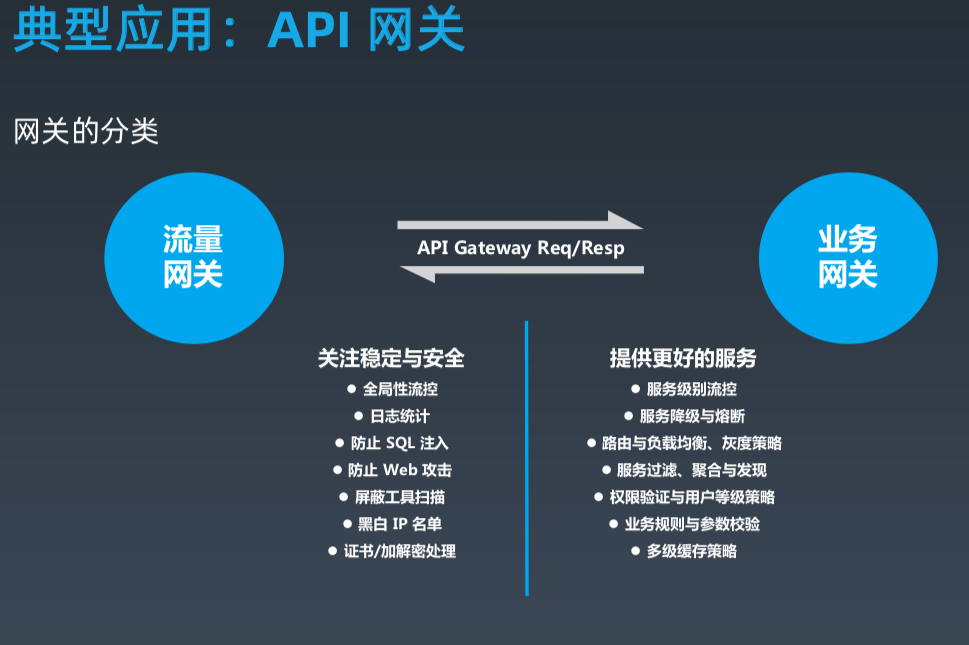 典型应用：API 网关
网关的分类
流量
网关
API Gateway Req/Resp
业务
网关
关注稳定与安全
● 全局性流控
● 日志统计
● 防止 SQL 注入
● 防止 Web 攻击
● 屏蔽工具扫描
● 黑白 IP 名单
● 证书/加解密处理
提供更好的服务
● 服务级别流控
● 服务降级与熔断
● 路由与负载均衡、灰度策略
● 服务过滤、聚合与发现
● 权限验证与用户等级策略
● 业务规则与参数校验
● 多级缓存策略